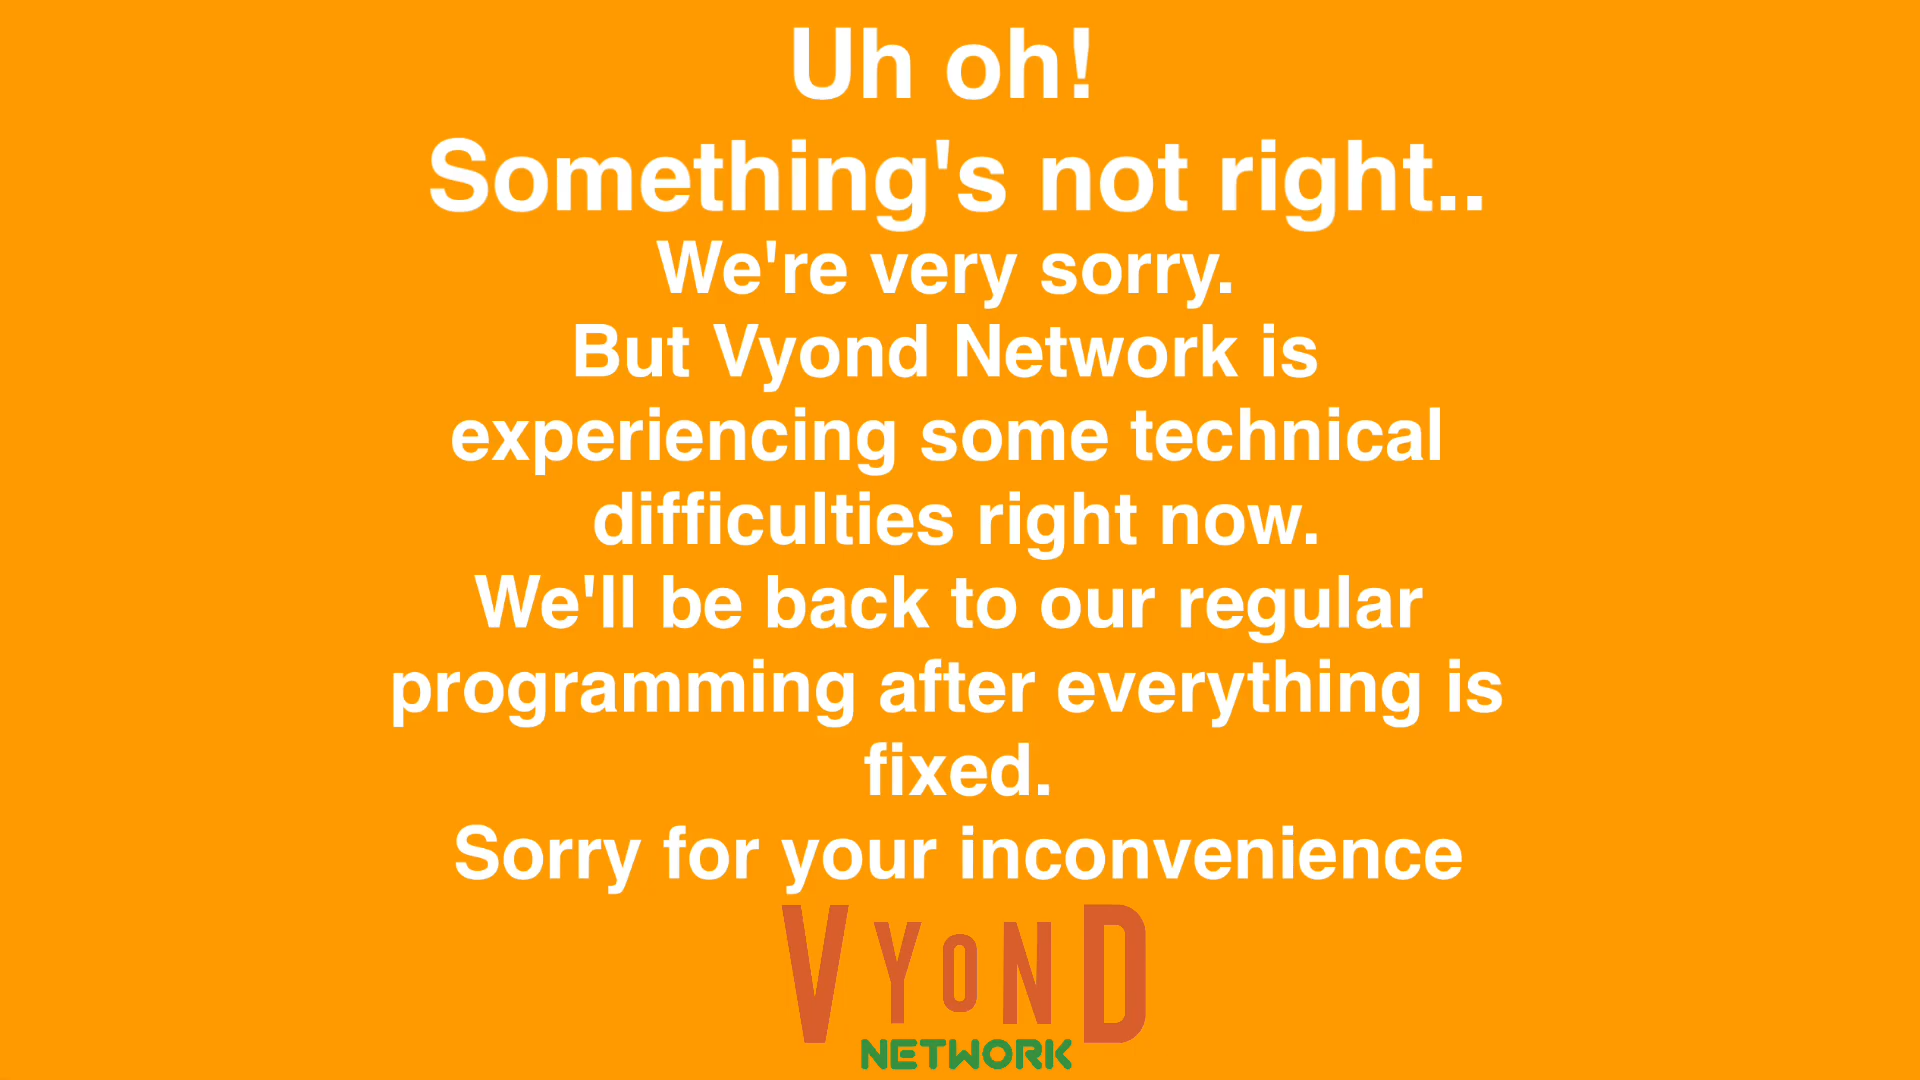 Uh oh!
Something's not right..
We're very sorry.
But Vyond Network is
experiencing some technical
difficulties right now.
We'll be back to our regular
programming after everything is
fixed.
Sorry for your inconvenience
VYOND
NETWORK